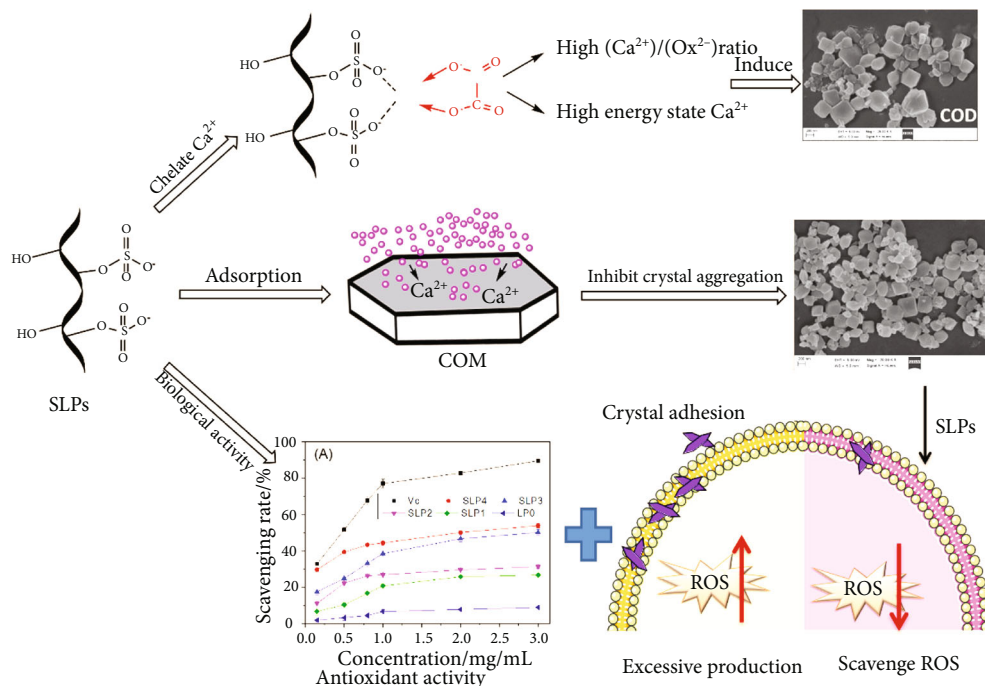 HO
O
O
S
O
O-
HO
O
O
S
O
O-
O-
O
O
C
O
High (Ca²⁺)/(Ox²⁻)ratio
High energy state Ca²⁺
Induce
COD
Chelate Ca²⁺
HO
O
O
S
O
O-
HO
O
O
S
O
O-
SLPs
Adsorption
Ca²⁺
Ca²⁺
COM
Inhibit crystal aggregation
Biological activity
SLPs
Crystal adhesion
(A)
Scavenging rate/%
100
80
60
40
20
0
Vc
SLP4
SLP3
SLP2
SLP1
LP0
0.0
0.5
1.0
1.5
2.0
2.5
3.0
Concentration/mg/mL
Antioxidant activity
ROS
ROS
Excessive production
Scavenge ROS